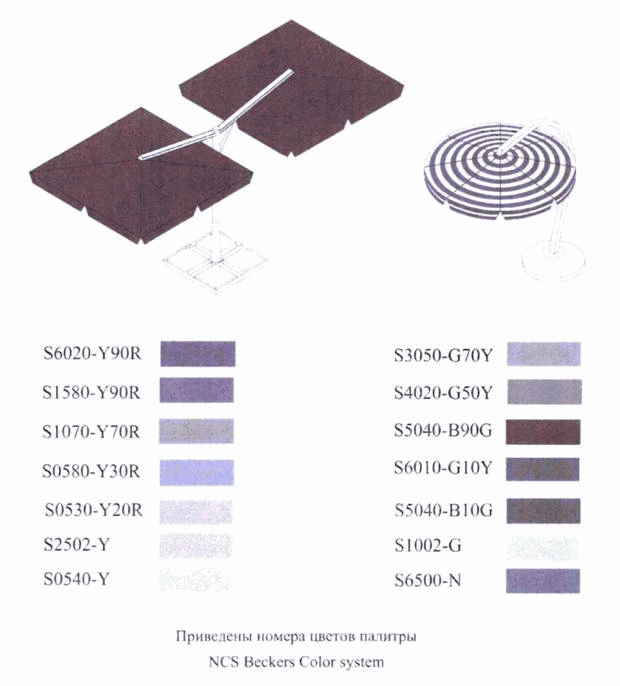 S6020-Y90R
S1580-Y90R
S1070-Y70R
S0580-Y30R
S0530-Y20R
S2502-Y
S0540-Y
S3050-G70Y
S4020-G50Y
S5040-B90G
S6010-G10Y
S5040-B10G
S1002-G
S6500-N
Приведены номера цветов палитры
NCS Beckers Color system